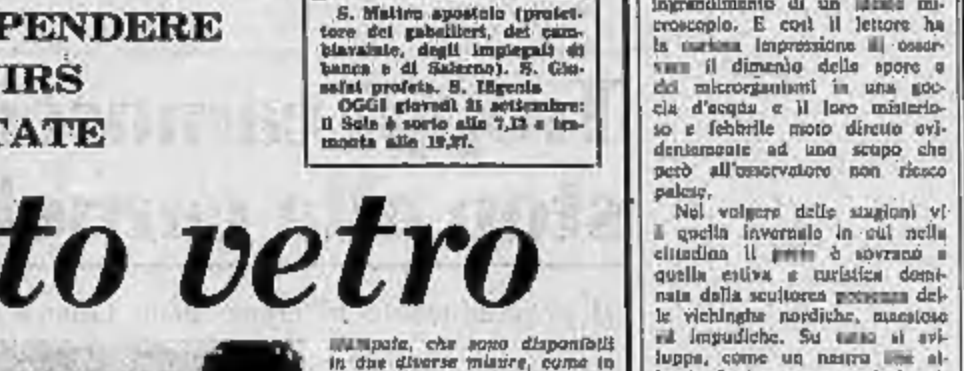 PENDERE
IRS
TATE
S. Matteo apostolo (protet-
tore dei gabellieri, dei cam-
biavalute, degli impiegati di
banca e di Salerno). S. Gio-
profeta. S. Ifigenia
OGGI giovedì 21 settembre:
il Sole è sorto alle e tra-
monta alle
to vetro
che sono disponibili
in due diverse misure, come in
ingrandimento di un mi-
croscopio. E così il lettore ha
la curiosa impressione di osser-
vare il dimenìo delle spore e
dei microrganismi in una goc-
cia d'acqua e il loro misterio-
so e febbrile moto diretto evi-
dentemente ad uno scopo che
però all'osservatore non riesce
palese.
Nel volgere delle stagioni vi
è quella invernale in cui nella
cittadina il è sovrano e
quella estiva e turistica domi-
nata dalla scultorea del-
le vichinghe nordiche, maestose
ed impudiche. Su si svi-
luppa, come un nastro